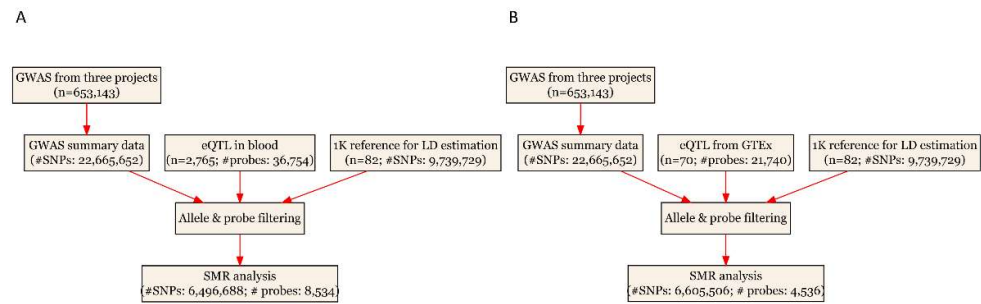 A
GWAS from three projects
(n=653,143)
GWAS summary data
(#SNPs: 22,665,652)
eQTL in blood
(n=2,765; #probes: 36,754)
1K reference for LD estimation
(n=82; #SNPs: 9,739,729)
Allele & probe filtering
SMR analysis
(#SNPs: 6,496,688; # probes: 8,534)
B
GWAS from three projects
(n=653,143)
GWAS summary data
(#SNPs: 22,665,652)
eQTL from GTEx
(n=70; #probes: 21,740)
1K reference for LD estimation
(n=82; #SNPs: 9,739,729)
Allele & probe filtering
SMR analysis
(#SNPs: 6,605,506; # probes: 4,536)